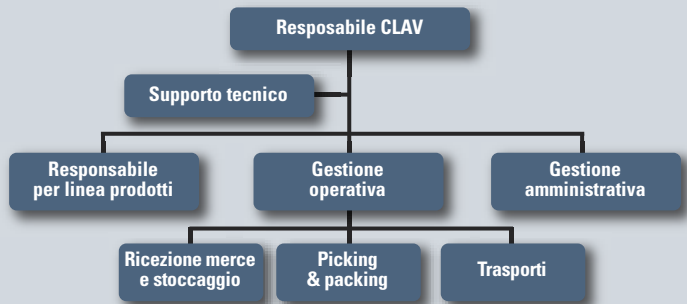 Resposabile CLAV
Supporto tecnico
Responsabile
per linea prodotti
Gestione
operativa
Gestione
amministrativa
Ricezione merce
e stoccaggio
Picking
& packing
Trasporti